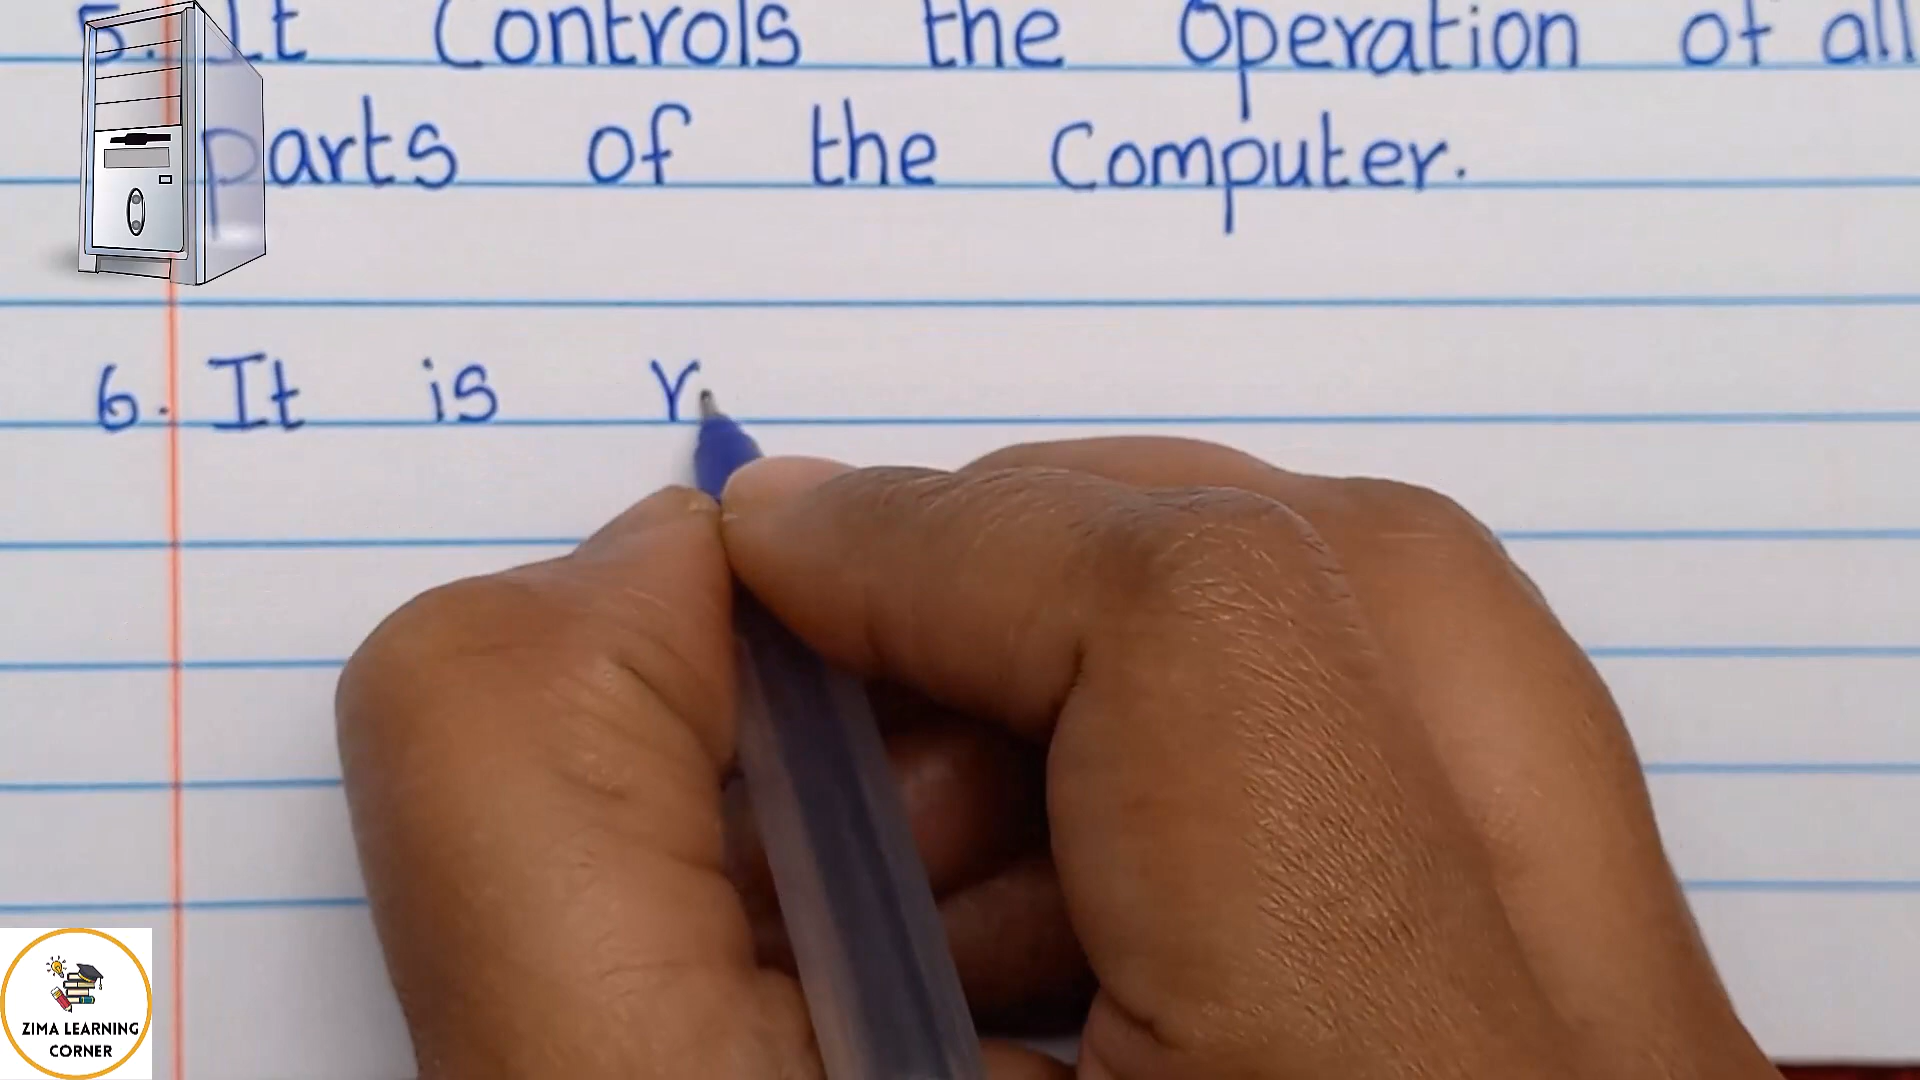 5. It Controls the Operation of all
parts of the Computer.
6. It is r
ZIMA LEARNING
CORNER